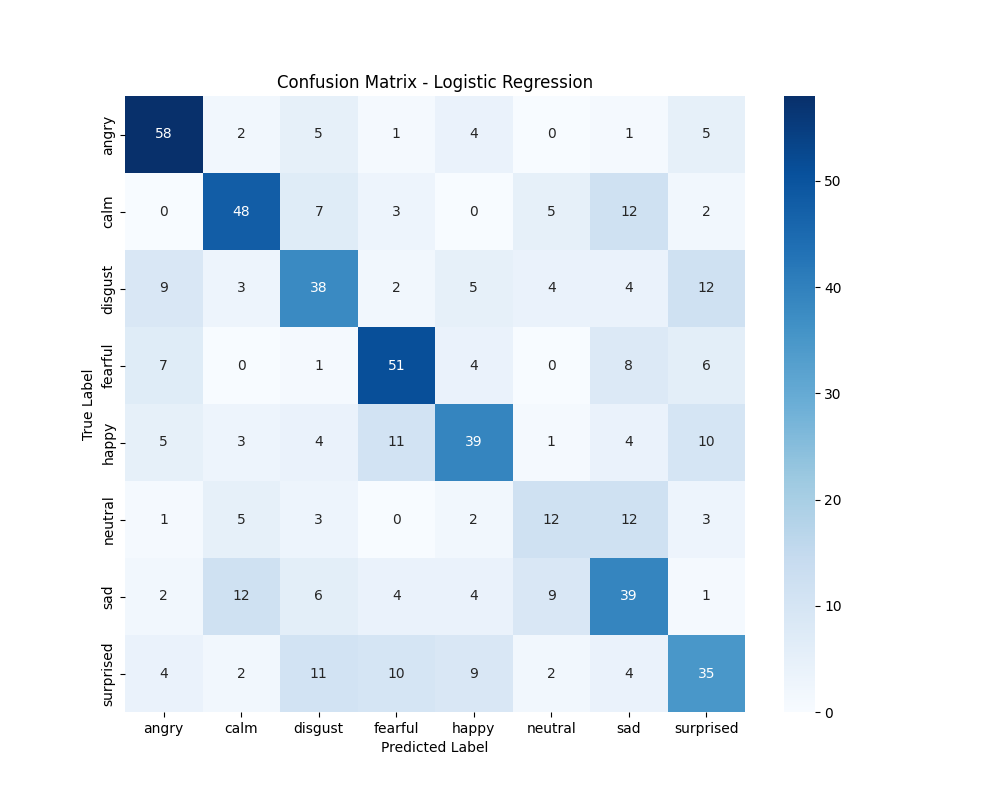 Confusion Matrix - Logistic Regression
True Label
angry 58 2 5 1 4 0 1 5
calm 0 48 7 3 0 5 12 2
disgust 9 3 38 2 5 4 4 12
fearful 7 0 1 51 4 0 8 6
happy 5 3 4 11 39 1 4 10
neutral 1 5 3 0 2 12 12 3
sad 2 12 6 4 4 9 39 1
surprised 4 2 11 10 9 2 4 35
angry calm disgust fearful happy neutral sad surprised
Predicted Label
50
40
30
20
10
0